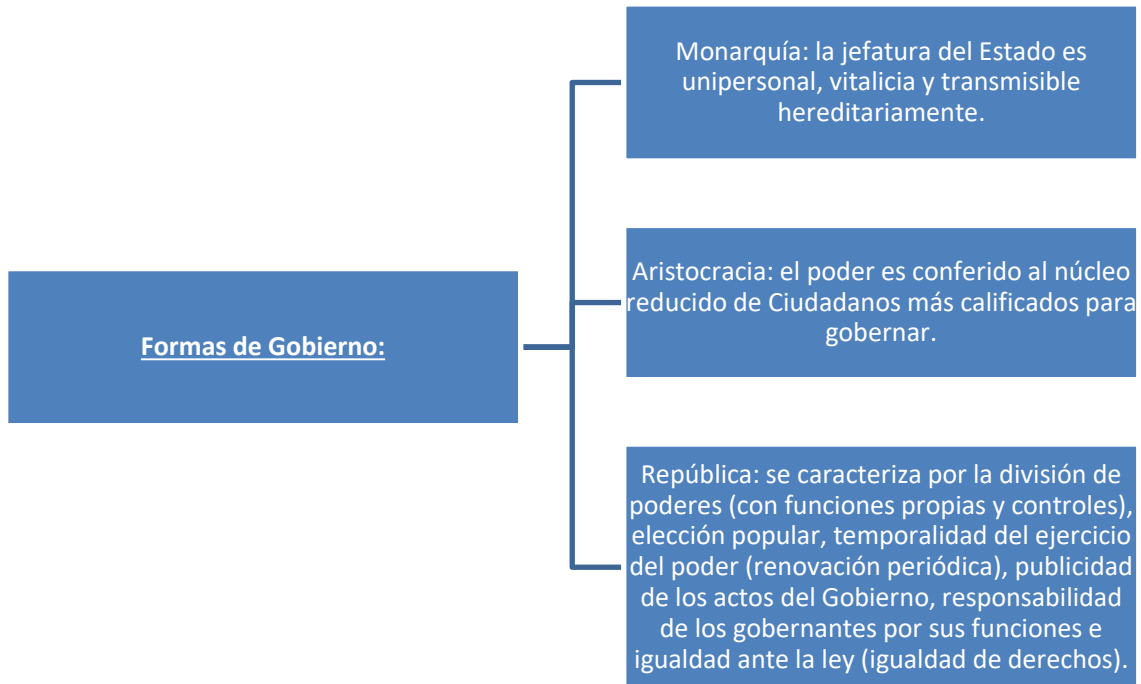 Monarquía: la jefatura del Estado es
unipersonal, vitalicia y transmisible
hereditariamente.
Aristocracia: el poder es conferido al núcleo
reducido de Ciudadanos más calificados para
gobernar.
Formas de Gobierno:
República: se caracteriza por la división de
poderes (con funciones propias y controles),
elección popular, temporalidad del ejercicio
del poder (renovación periódica), publicidad
de los actos del Gobierno, responsabilidad
de los gobernantes por sus funciones e
igualdad ante la ley (igualdad de derechos).